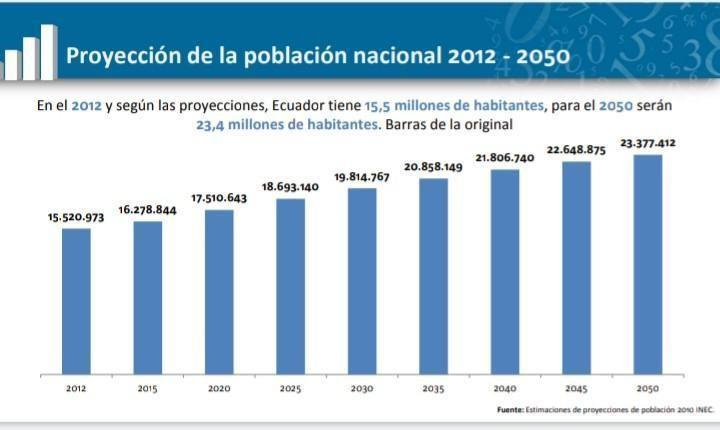 Proyección de la población nacional 2012 - 2050
En el 2012 y según las proyecciones, Ecuador tiene 15,5 millones de habitantes, para el 2050 serán
23,4 millones de habitantes. Barras de la original
15.520.973
16.278.844
17.510.643
18.693.140
19.814.767
20.858.149
21.806.740
22.648.875
23.377.412
2012 2015 2020 2025 2030 2035 2040 2045 2050
Fuente: Estimaciones de proyecciones de población 2010 INEC.